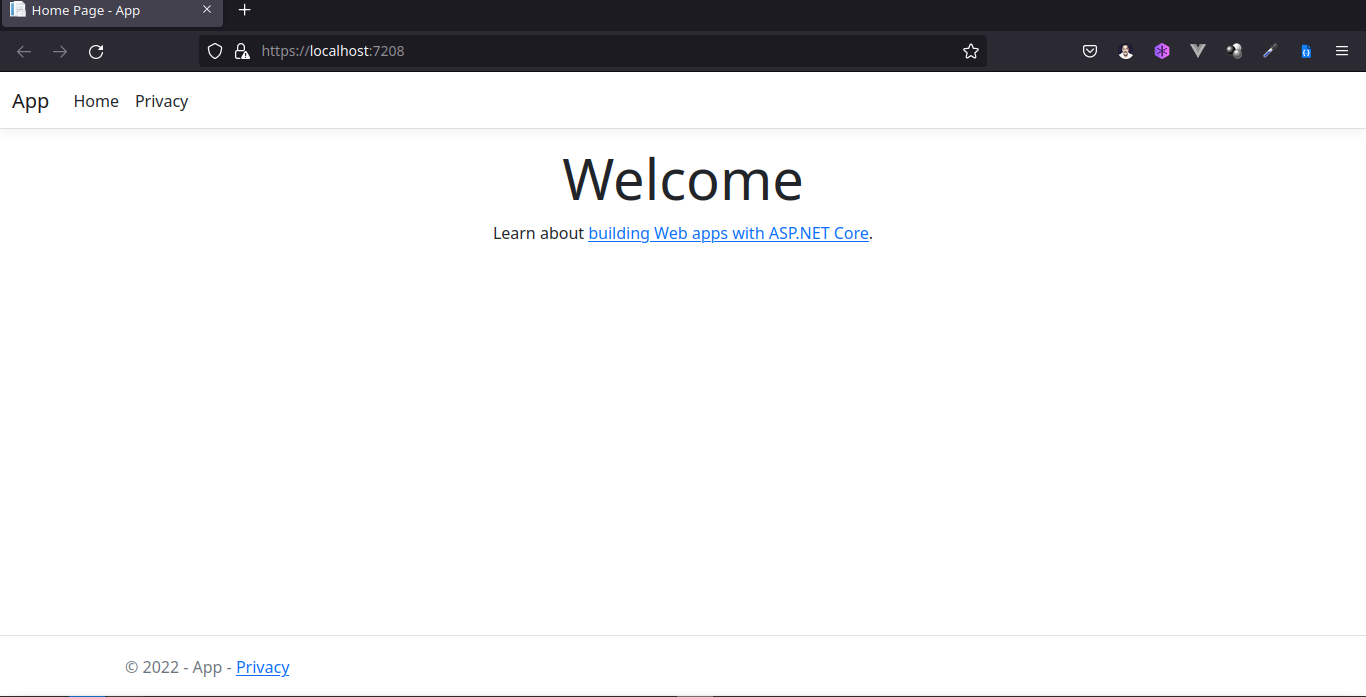 Home Page - App
https://localhost:7208
App Home Privacy
Welcome
Learn about building Web apps with ASP.NET Core.
© 2022 - App - Privacy